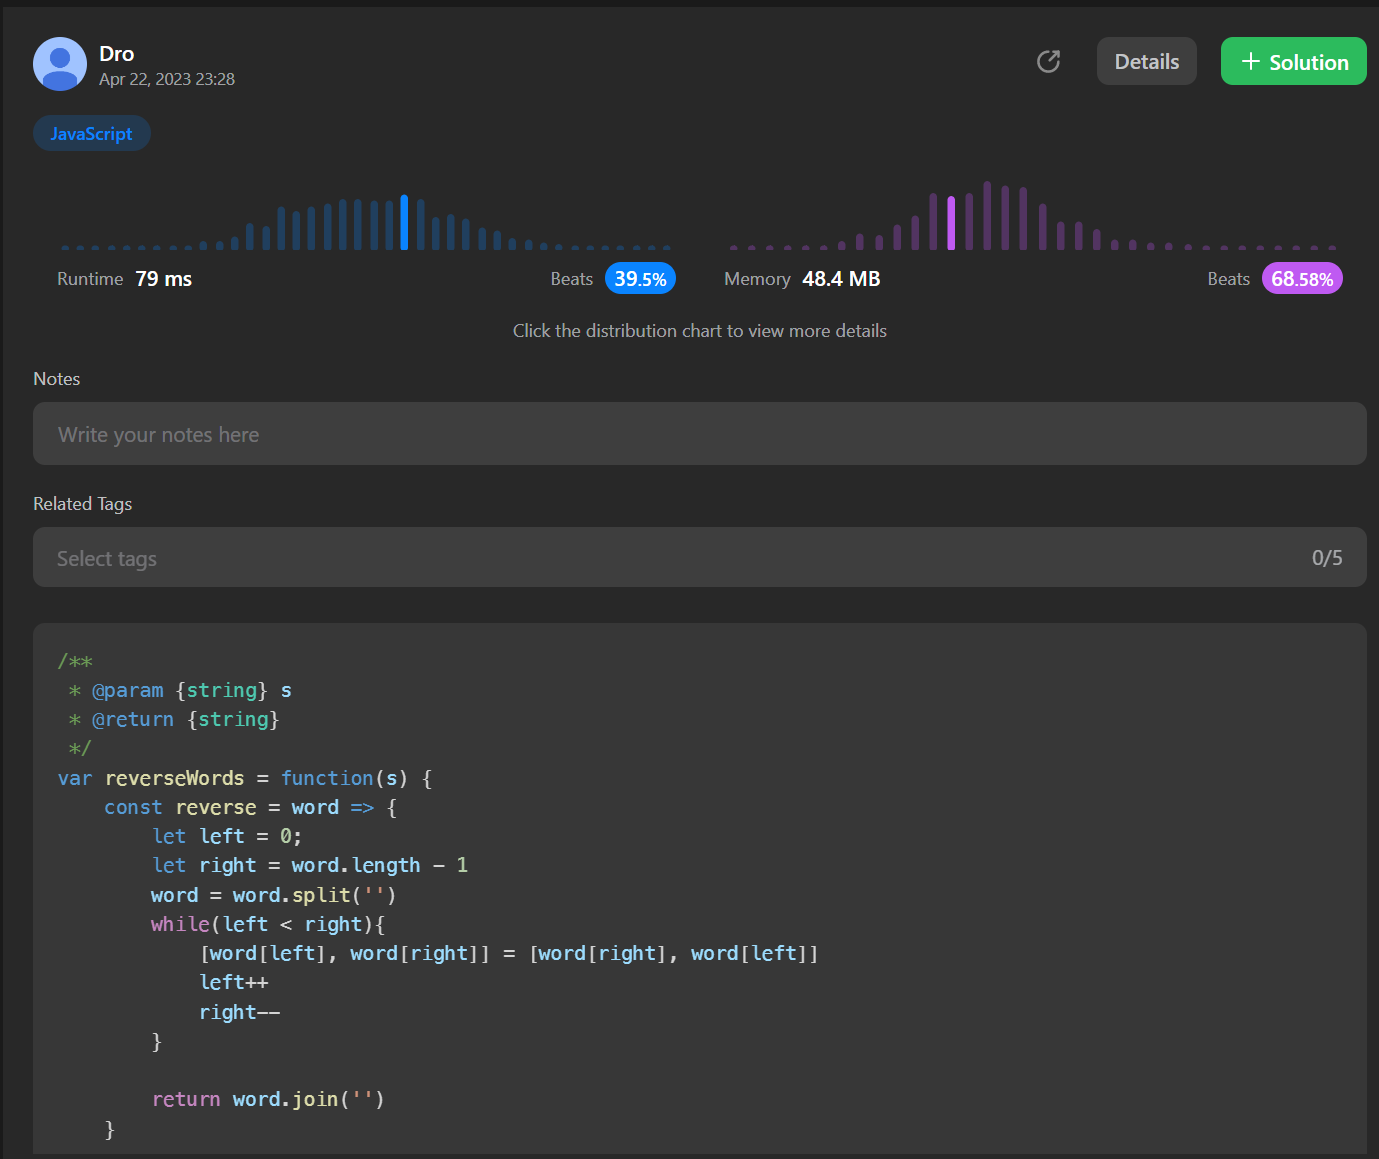 Dro
Apr 22, 2023 23:28
Details
+ Solution
JavaScript
Runtime 79 ms Beats 39.5% Memory 48.4 MB Beats 68.58%
Click the distribution chart to view more details
Notes
Write your notes here
Related Tags
Select tags 0/5
/**
 * @param {string} s
 * @return {string}
 */
var reverseWords = function(s) {
    const reverse = word => {
        let left = 0;
        let right = word.length - 1
        word = word.split('')
        while(left < right){
            [word[left], word[right]] = [word[right], word[left]]
            left++
            right--
        }
        return word.join('')
    }